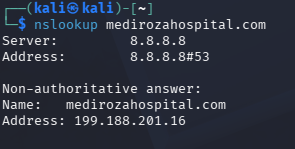 ┌──(kali㉿kali)-[~]
└─$ nslookup medirozahospital.com
Server:         8.8.8.8
Address:        8.8.8.8#53

Non-authoritative answer:
Name:   medirozahospital.com
Address: 199.188.201.16